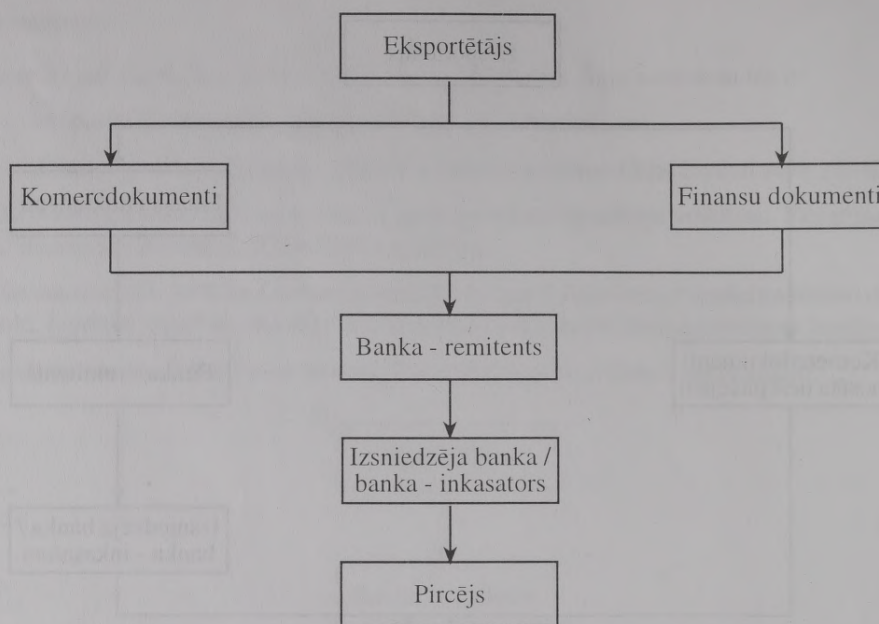 Eksportētājs
Komercdokumenti
Finansu dokumenti
Banka - remitents
Izsniedzēja banka /
banka - inkasators
Pircējs